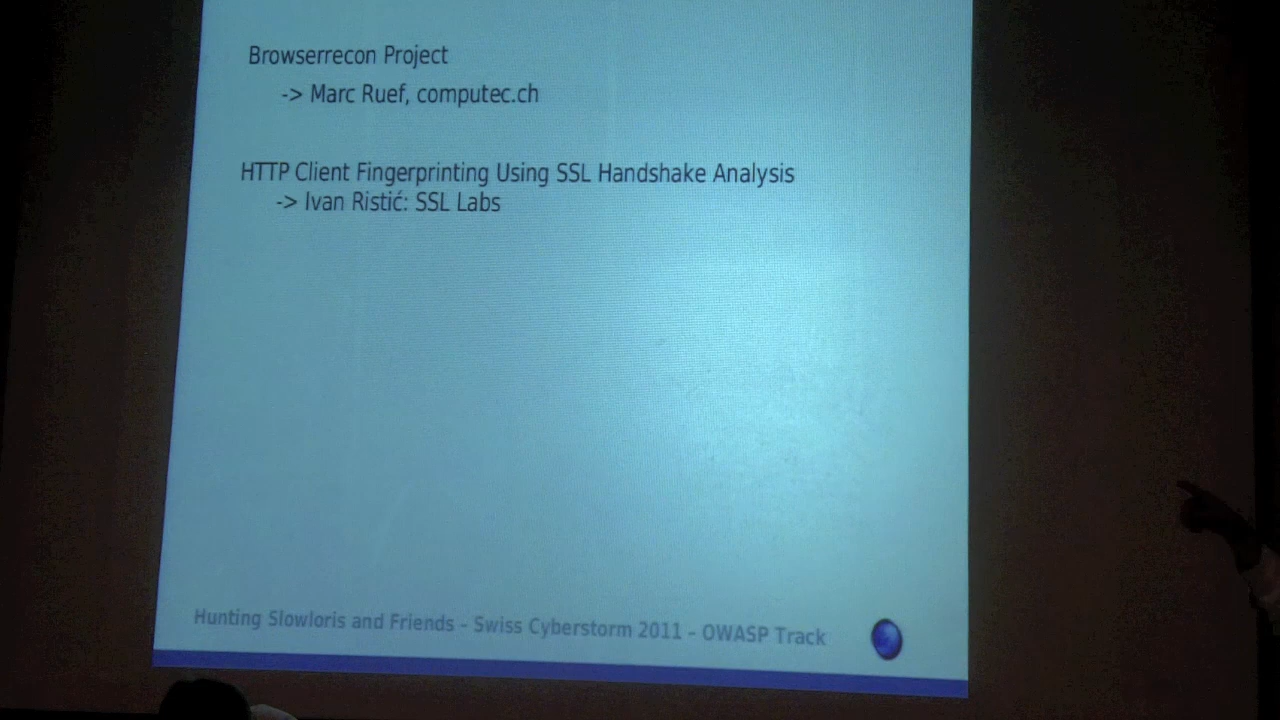 Browserrecon Project
-> Marc Ruef, computec.ch
HTTP Client Fingerprinting Using SSL Handshake Analysis
-> Ivan Ristić: SSL Labs
Hunting Slowloris and Friends - Swiss Cyberstorm 2011 - OWASP Track